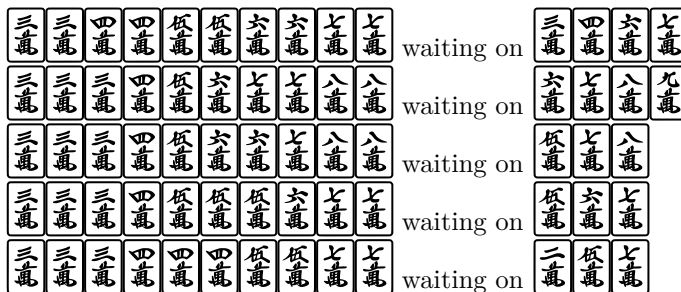 三萬 三萬 四萬 四萬 伍萬 伍萬 六萬 六萬 七萬 七萬 waiting on 三萬 四萬 六萬 七萬
三萬 三萬 三萬 四萬 伍萬 六萬 七萬 七萬 八萬 八萬 waiting on 六萬 七萬 八萬 九萬
三萬 三萬 三萬 四萬 伍萬 六萬 六萬 七萬 八萬 八萬 waiting on 伍萬 七萬 八萬
三萬 三萬 三萬 四萬 伍萬 伍萬 伍萬 六萬 七萬 七萬 waiting on 伍萬 六萬 七萬
三萬 三萬 三萬 四萬 四萬 四萬 伍萬 伍萬 七萬 七萬 waiting on 二萬 伍萬 七萬